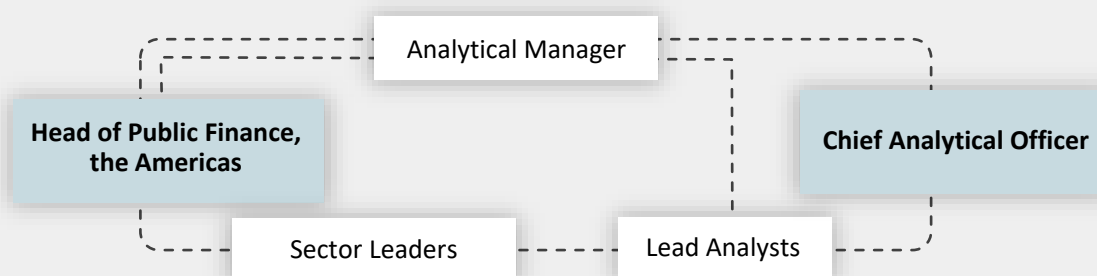 Analytical Manager
Head of Public Finance,
the Americas
Chief Analytical Officer
Sector Leaders
Lead Analysts